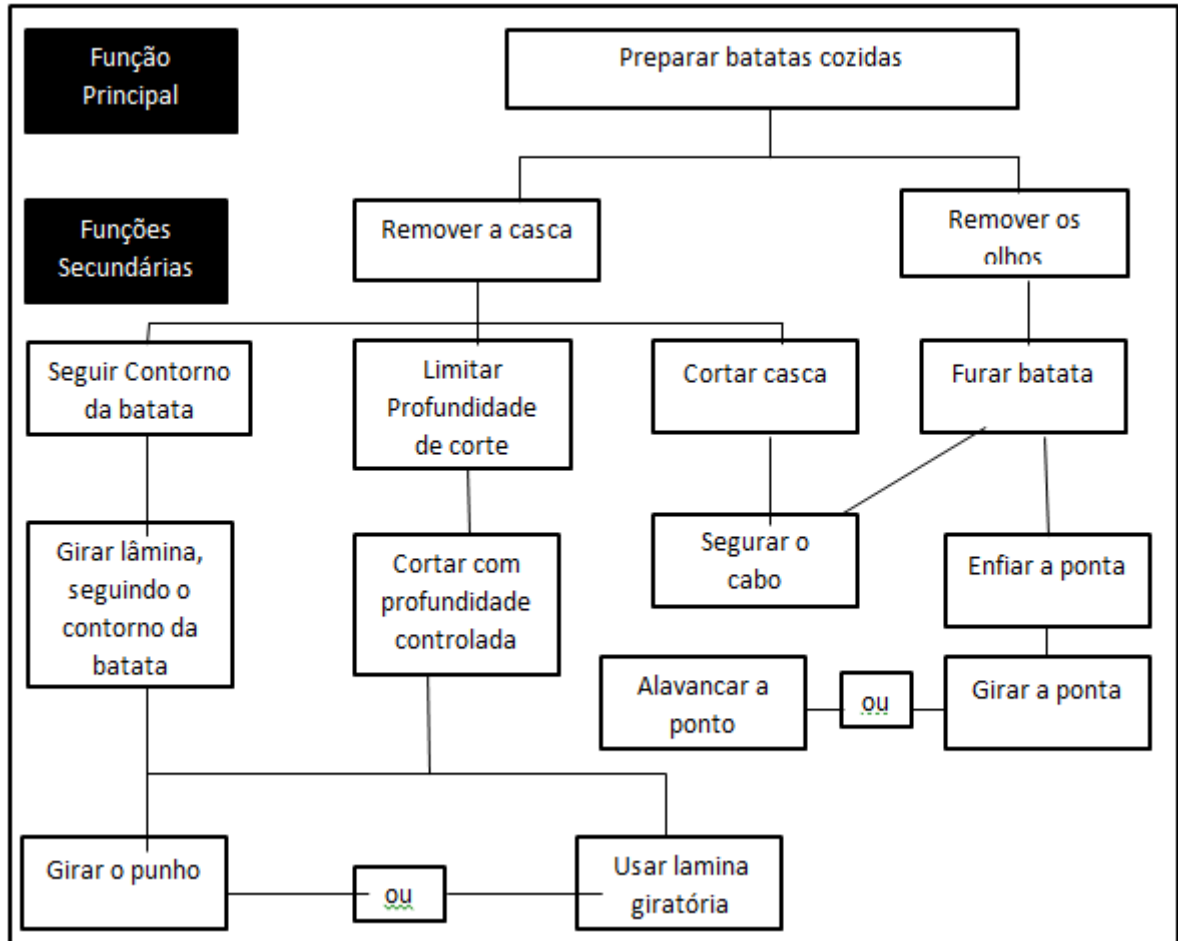 Função
Principal
Preparar batatas cozidas
Funções
Secundárias
Remover a casca
Remover os
olhos
Seguir Contorno
da batata
Limitar
Profundidade
de corte
Cortar casca
Furar batata
Girar lâmina,
seguindo o
contorno da
batata
Cortar com
profundidade
controlada
Segurar o
cabo
Enfiar a ponta
Alavancar a
ponto
ou
Girar a ponta
Girar o punho
ou
Usar lamina
giratória